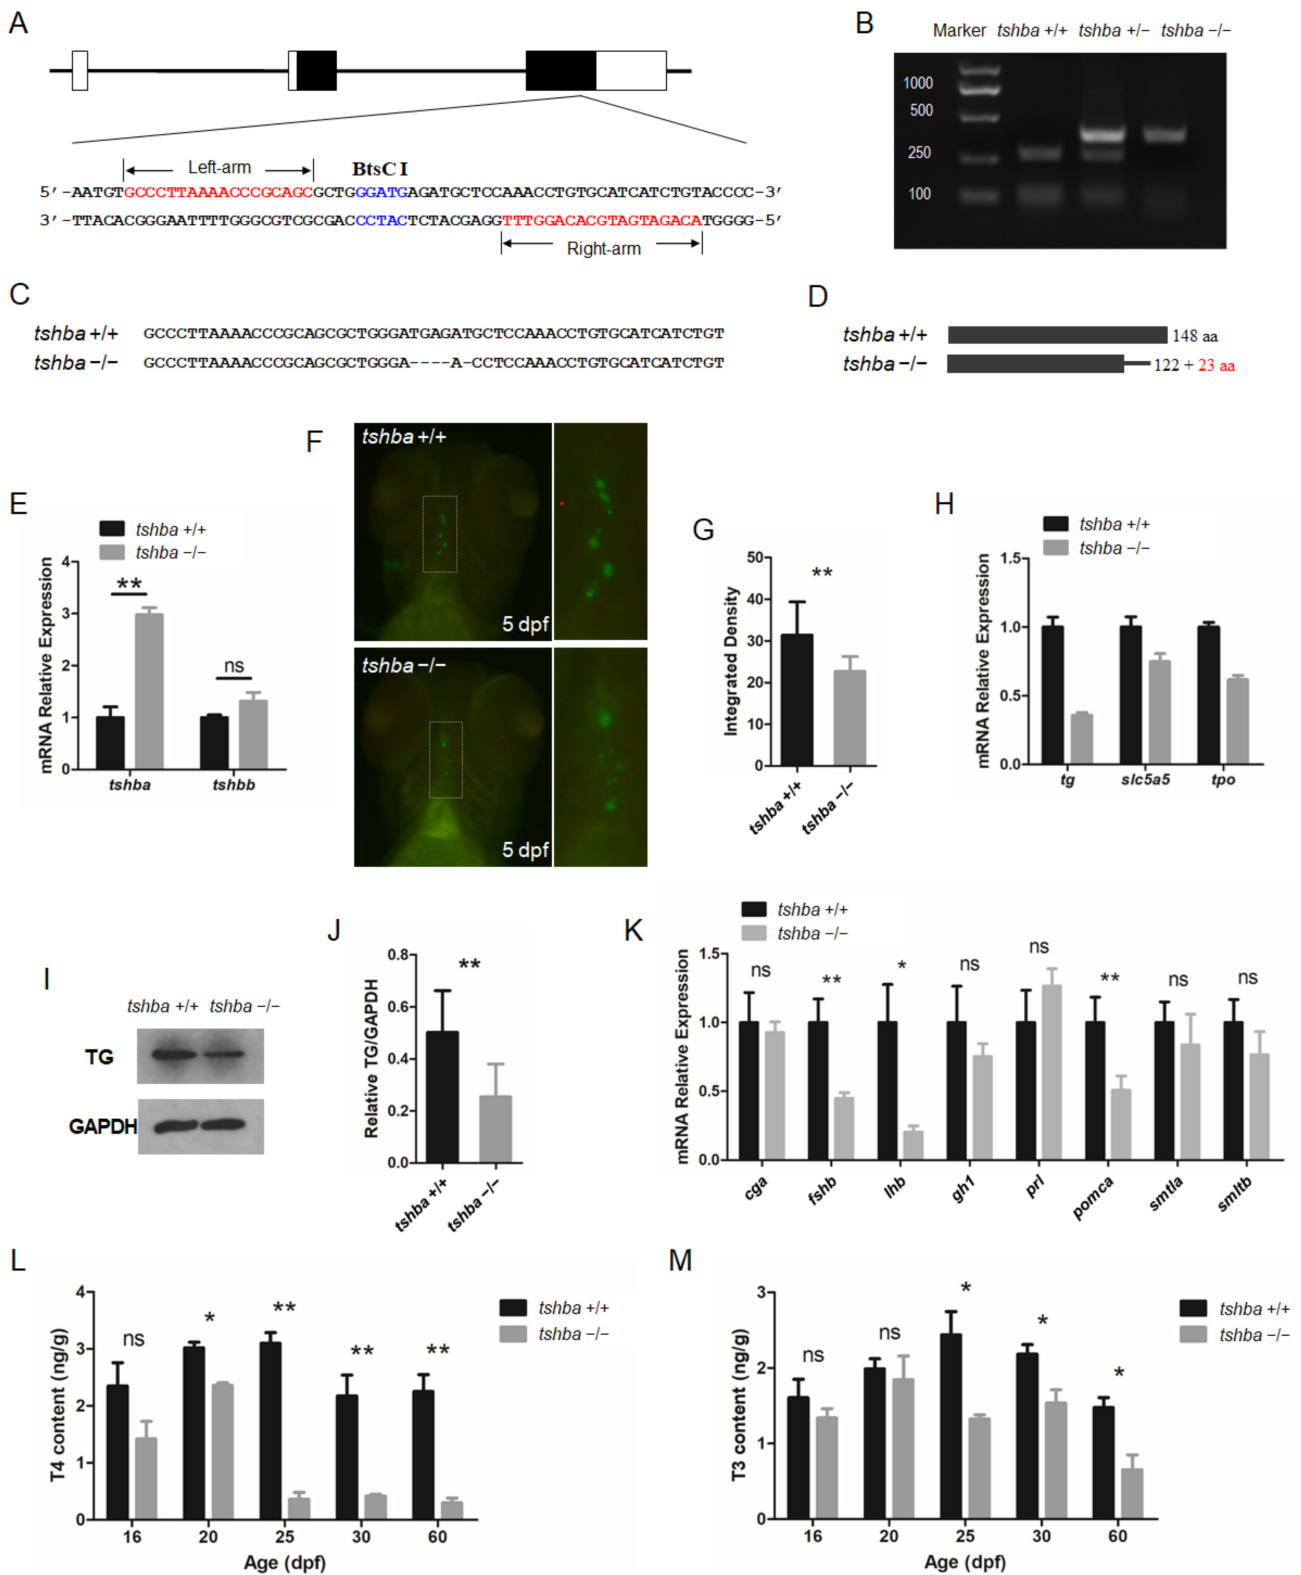 A
Left-arm
BtsC I
5′-AATGTGCCCTTAAAACCCGCAGCGCTGGGATGAGATGCTCCAAACCTGTGCATCATCTGTACCCC-3′
3′-TTACACGGGAATTTTGGGCGTCGCGACCCTACTCTACGAGGTTTGGACACGTAGTAGACATGGGG-5′
Right-arm
B
Marker tshba +/+ tshba +/− tshba −/−
1000
500
250
100
C
tshba +/+ GCCCTTAAAACCCGCAGCGCTGGGATGAGATGCTCCAAACCTGTGCATCATCTGT
tshba −/− GCCCTTAAAACCCGCAGCGCTGGGA----A-CCTCCAAACCTGTGCATCATCTGT
D
tshba +/+ 148 aa
tshba −/− 122 + 23 aa
E
tshba +/+
tshba −/−
mRNA Relative Expression
4
3
2
1
0
**
ns
tshba tshbb
F
tshba +/+
5 dpf
tshba −/−
5 dpf
G
Integrated Density
50
40
30
20
10
0
**
tshba +/+ tshba −/−
H
tshba +/+
tshba −/−
mRNA Relative Expression
1.5
1.0
0.5
0.0
tg slc5a5 tpo
I
tshba +/+ tshba −/−
TG
GAPDH
J
Relative TG/GAPDH
0.8
0.6
0.4
0.2
0.0
**
tshba +/+ tshba −/−
K
tshba +/+
tshba −/−
mRNA Relative Expression
1.5
1.0
0.5
0.0
ns ** * ns ns ** ns ns
cga fshb lhb gh1 prl pomca smtla smltb
L
tshba +/+
tshba −/−
T4 content (ng/g)
4
3
2
1
0
ns * ** ** **
16 20 25 30 60
Age (dpf)
M
tshba +/+
tshba −/−
T3 content (ng/g)
3
2
1
0
ns ns * * *
16 20 25 30 60
Age (dpf)